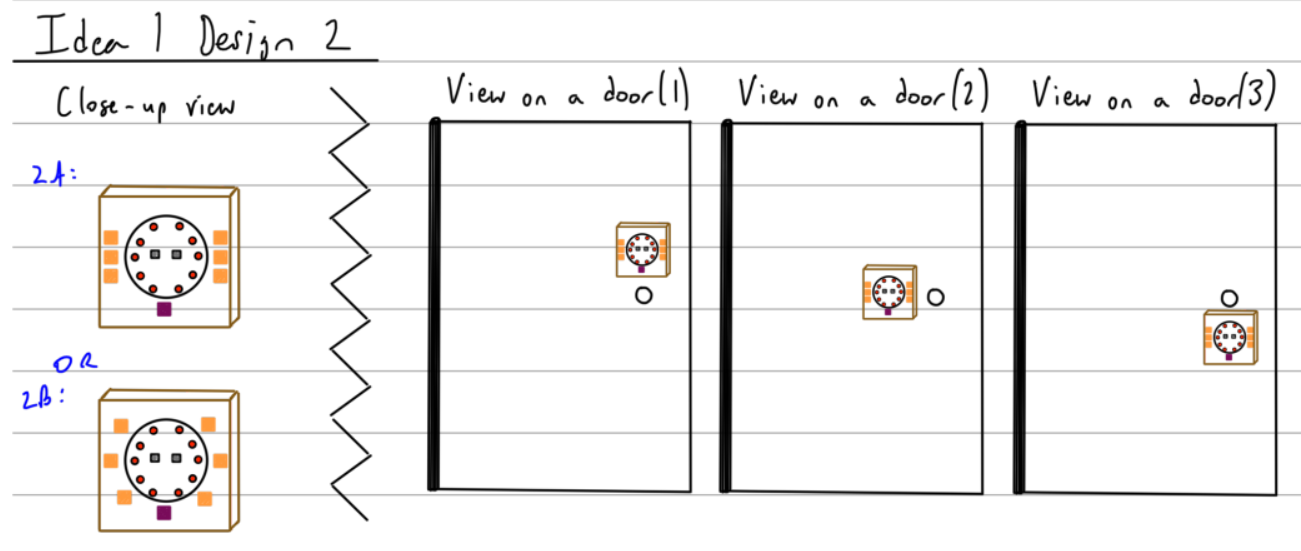 Idea 1 Design 2
Close-up view
View on a door(1)
View on a door(2)
View on a door(3)
2A:
OR
2B: